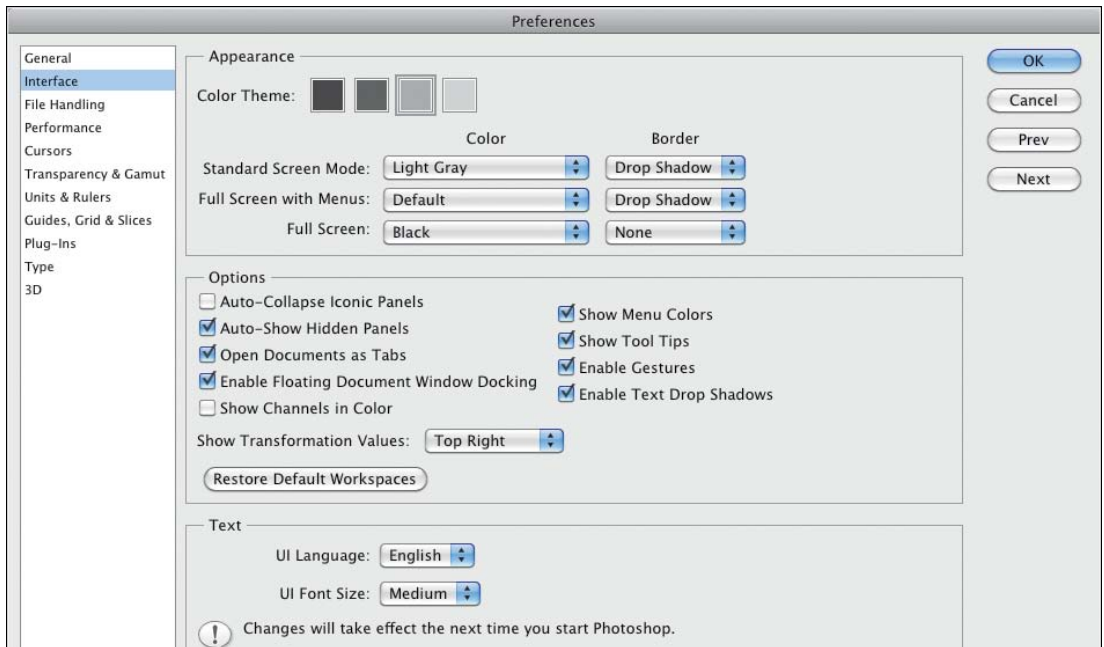 Preferences
General
Interface
File Handling
Performance
Cursors
Transparency & Gamut
Units & Rulers
Guides, Grid & Slices
Plug-Ins
Type
3D
Appearance
Color Theme:
Color Border
Standard Screen Mode: Light Gray Drop Shadow
Full Screen with Menus: Default Drop Shadow
Full Screen: Black None
Options
Auto-Collapse Iconic Panels
Auto-Show Hidden Panels
Open Documents as Tabs
Enable Floating Document Window Docking
Show Channels in Color
Show Menu Colors
Show Tool Tips
Enable Gestures
Enable Text Drop Shadows
Show Transformation Values: Top Right
Restore Default Workspaces
Text
UI Language: English
UI Font Size: Medium
! Changes will take effect the next time you start Photoshop.
OK
Cancel
Prev
Next